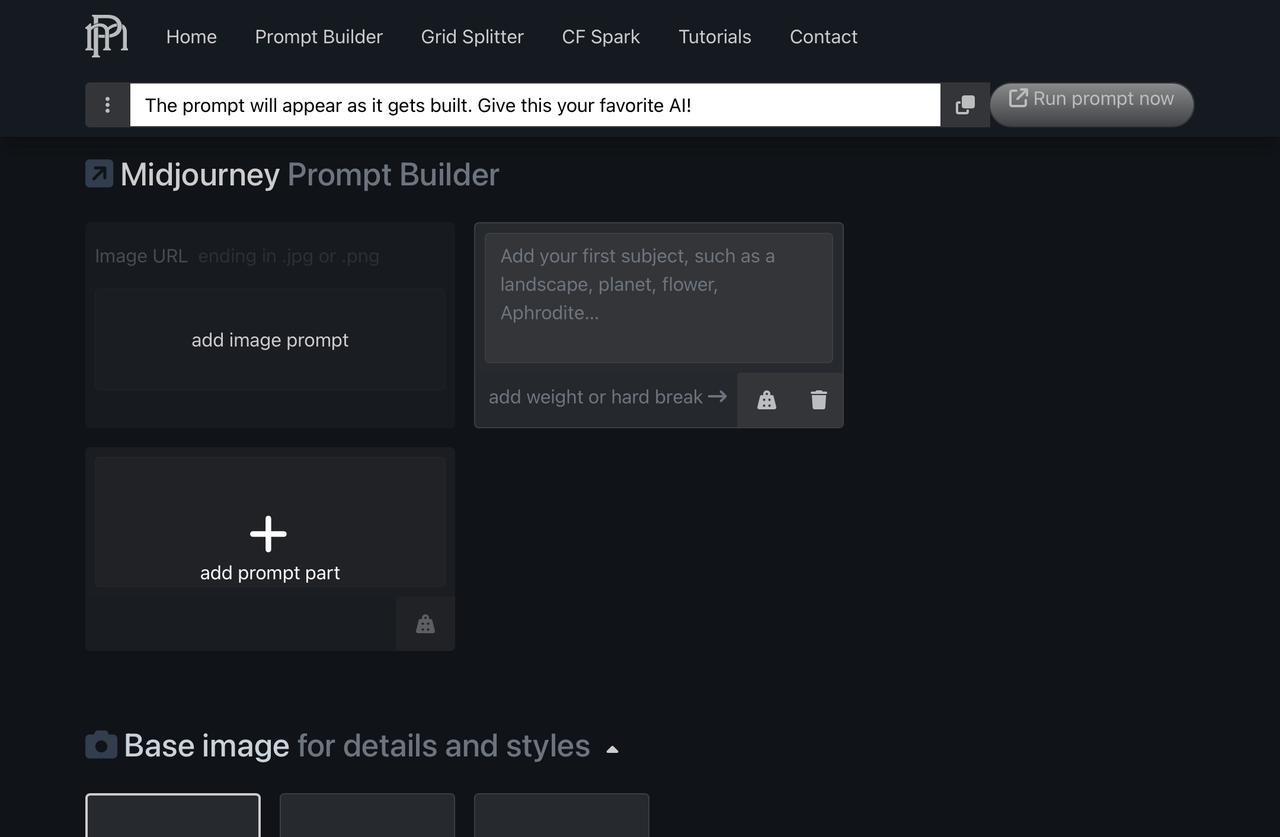 Home Prompt Builder Grid Splitter CF Spark Tutorials Contact
The prompt will appear as it gets built. Give this your favorite AI!
Run prompt now
Midjourney Prompt Builder
Image URL ending in .jpg or .png
add image prompt
Add your first subject, such as a
landscape, planet, flower,
Aphrodite...
add weight or hard break →
add prompt part
Base image for details and styles